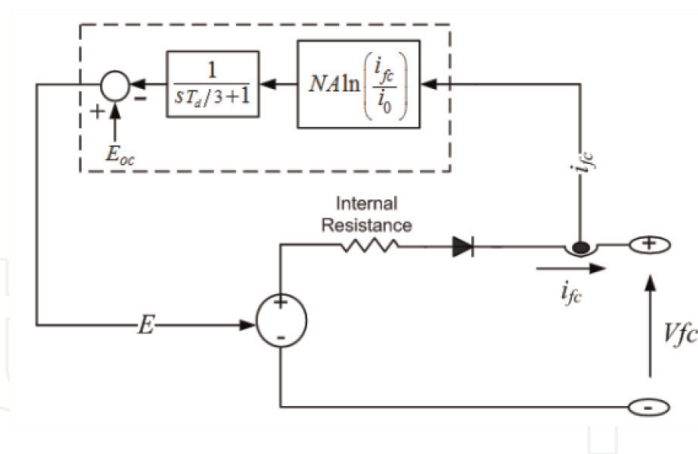 1
sT_d/3+1
NA ln(i_fc/i_0)
+
-
E_oc
i_fc
Internal
Resistance
+
+
i_fc
E
-
Vfc
-